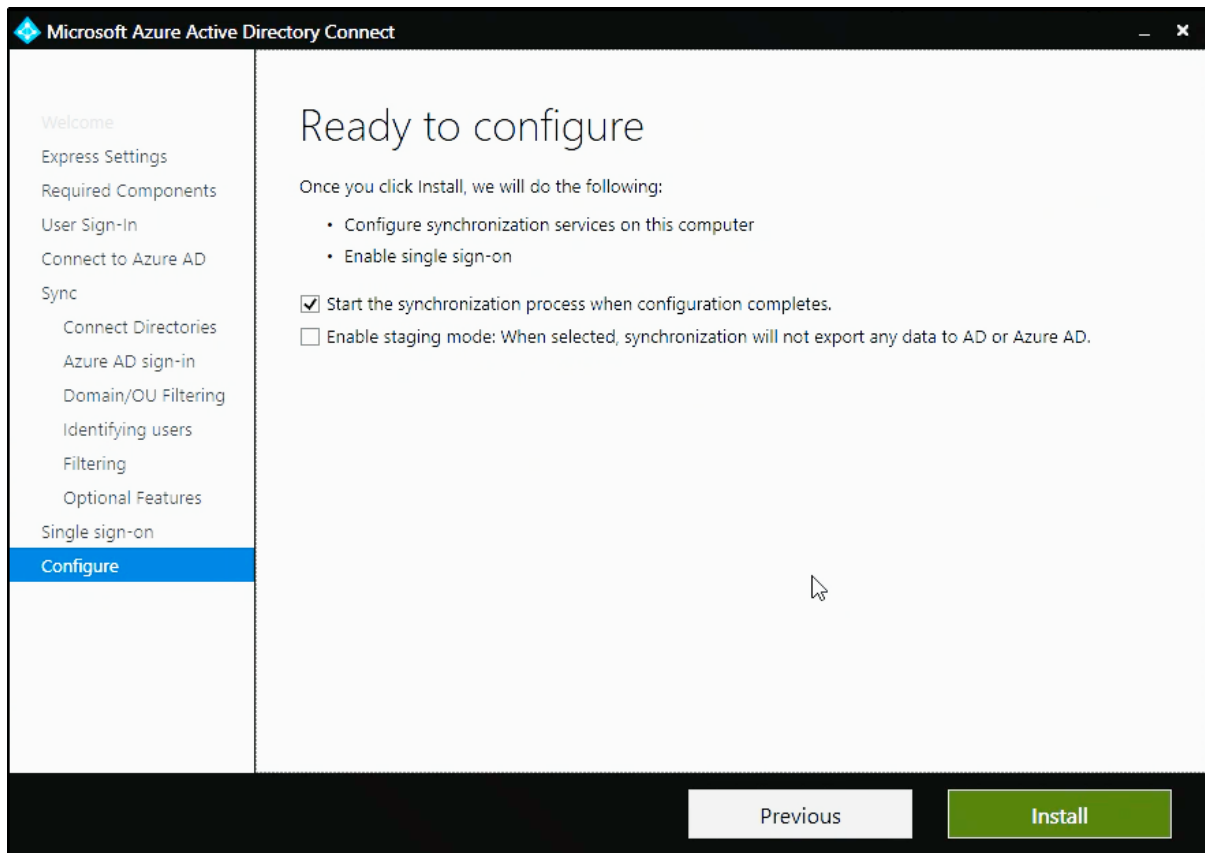 Microsoft Azure Active Directory Connect
Welcome
Express Settings
Required Components
User Sign-In
Connect to Azure AD
Sync
Connect Directories
Azure AD sign-in
Domain/OU Filtering
Identifying users
Filtering
Optional Features
Single sign-on
Configure
Ready to configure
Once you click Install, we will do the following:
• Configure synchronization services on this computer
• Enable single sign-on
Start the synchronization process when configuration completes.
Enable staging mode: When selected, synchronization will not export any data to AD or Azure AD.
Previous
Install